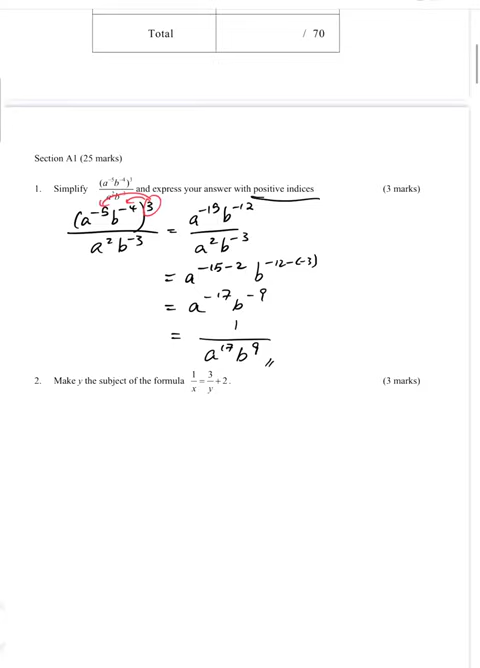 Total / 70
Section A1 (25 marks)
1. Simplify (a⁻⁵b⁻⁴)³/a²b⁻³ and express your answer with positive indices (3 marks)
(a⁻⁵b⁻⁴)³/a²b⁻³ = a⁻¹⁵b⁻¹²/a²b⁻³
= a⁻¹⁵⁻² b⁻¹²⁻⁽⁻³⁾
= a⁻¹⁷b⁻⁹
= 1/a¹⁷b⁹ //
2. Make y the subject of the formula 1/x = 3/y + 2. (3 marks)